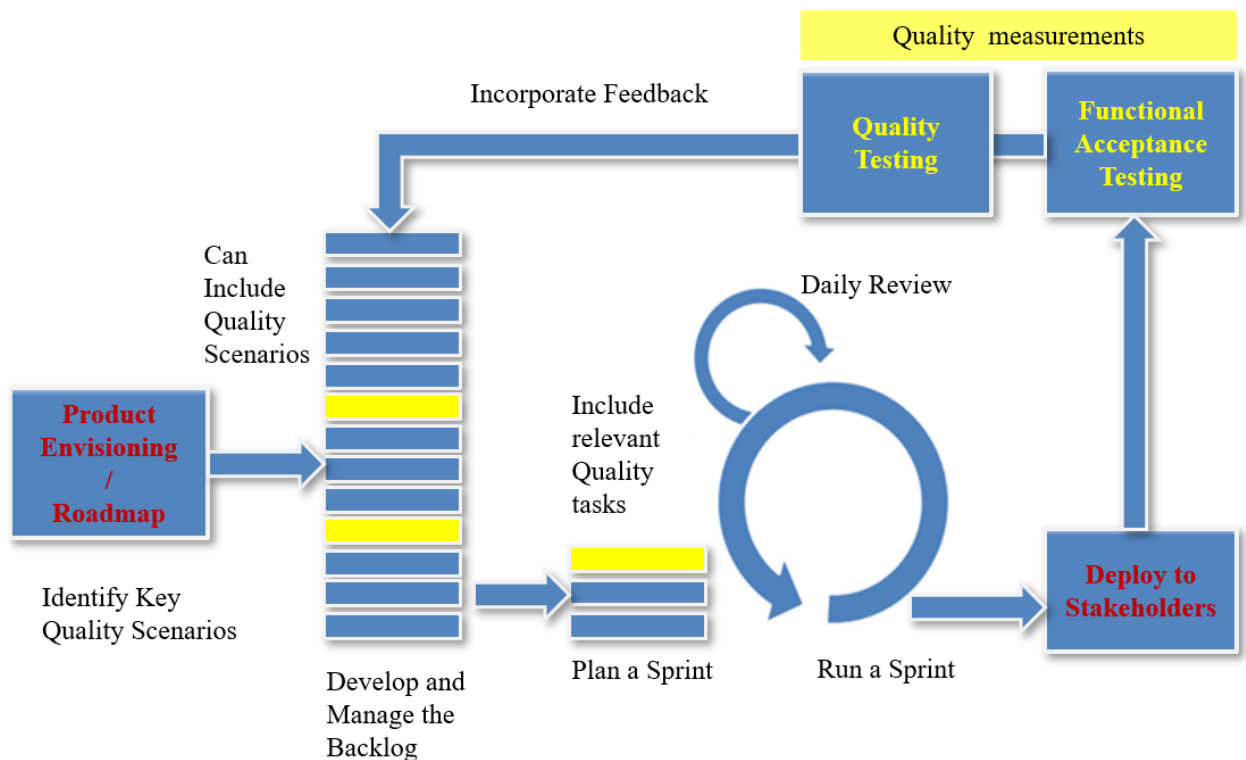 Quality measurements
Incorporate Feedback
Quality
Testing
Functional
Acceptance
Testing
Can
Include
Quality
Scenarios
Daily Review
Product
Envisioning
/
Roadmap
Include
relevant
Quality
tasks
Identify Key
Quality Scenarios
Deploy to
Stakeholders
Plan a Sprint
Run a Sprint
Develop and
Manage the
Backlog